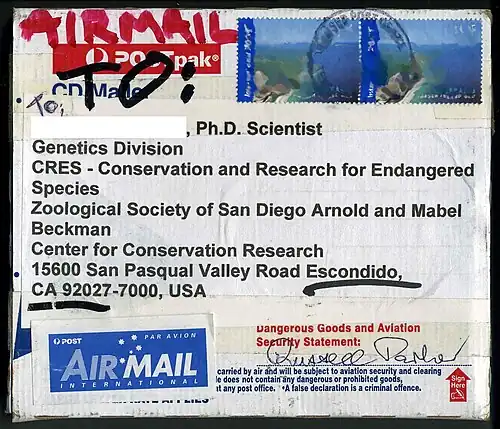 AIRMAIL
POSTpak®
TO:
CD Maile
To:
, Ph.D. Scientist
Genetics Division
CRES - Conservation and Research for Endangered
Species
Zoological Society of San Diego Arnold and Mabel
Beckman
Center for Conservation Research
15600 San Pasqual Valley Road Escondido,
CA 92027-7000, USA
POST
PAR AVION
AIR MAIL
INTERNATIONAL
Dangerous Goods and Aviation
Security Statement:
Russell Parker
carried by air and will be subject to aviation security and clearing
le does not contain any dangerous or prohibited goods,
at any post office. *A false declaration is a criminal offence.
Sign
Here